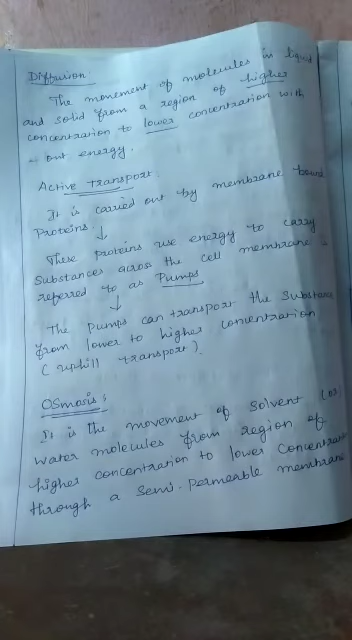 Diffusion:
The movement of molecules in liquid
and solid from a region of higher
concentration to lower concentration with
- out energy.
Active transport:
It is carried out by membrane bound
Proteins ↓
These proteins use energy to carry
Substances across the cell membrane
referred to as Pumps
↓
The Pumps can transport the Substance
from lower to higher concentration
(uphill transport).
Osmosis:
It is the movement of Solvent (or
water molecules from region of
higher concentration to lower concentrat
through a Semi-permeable membrane